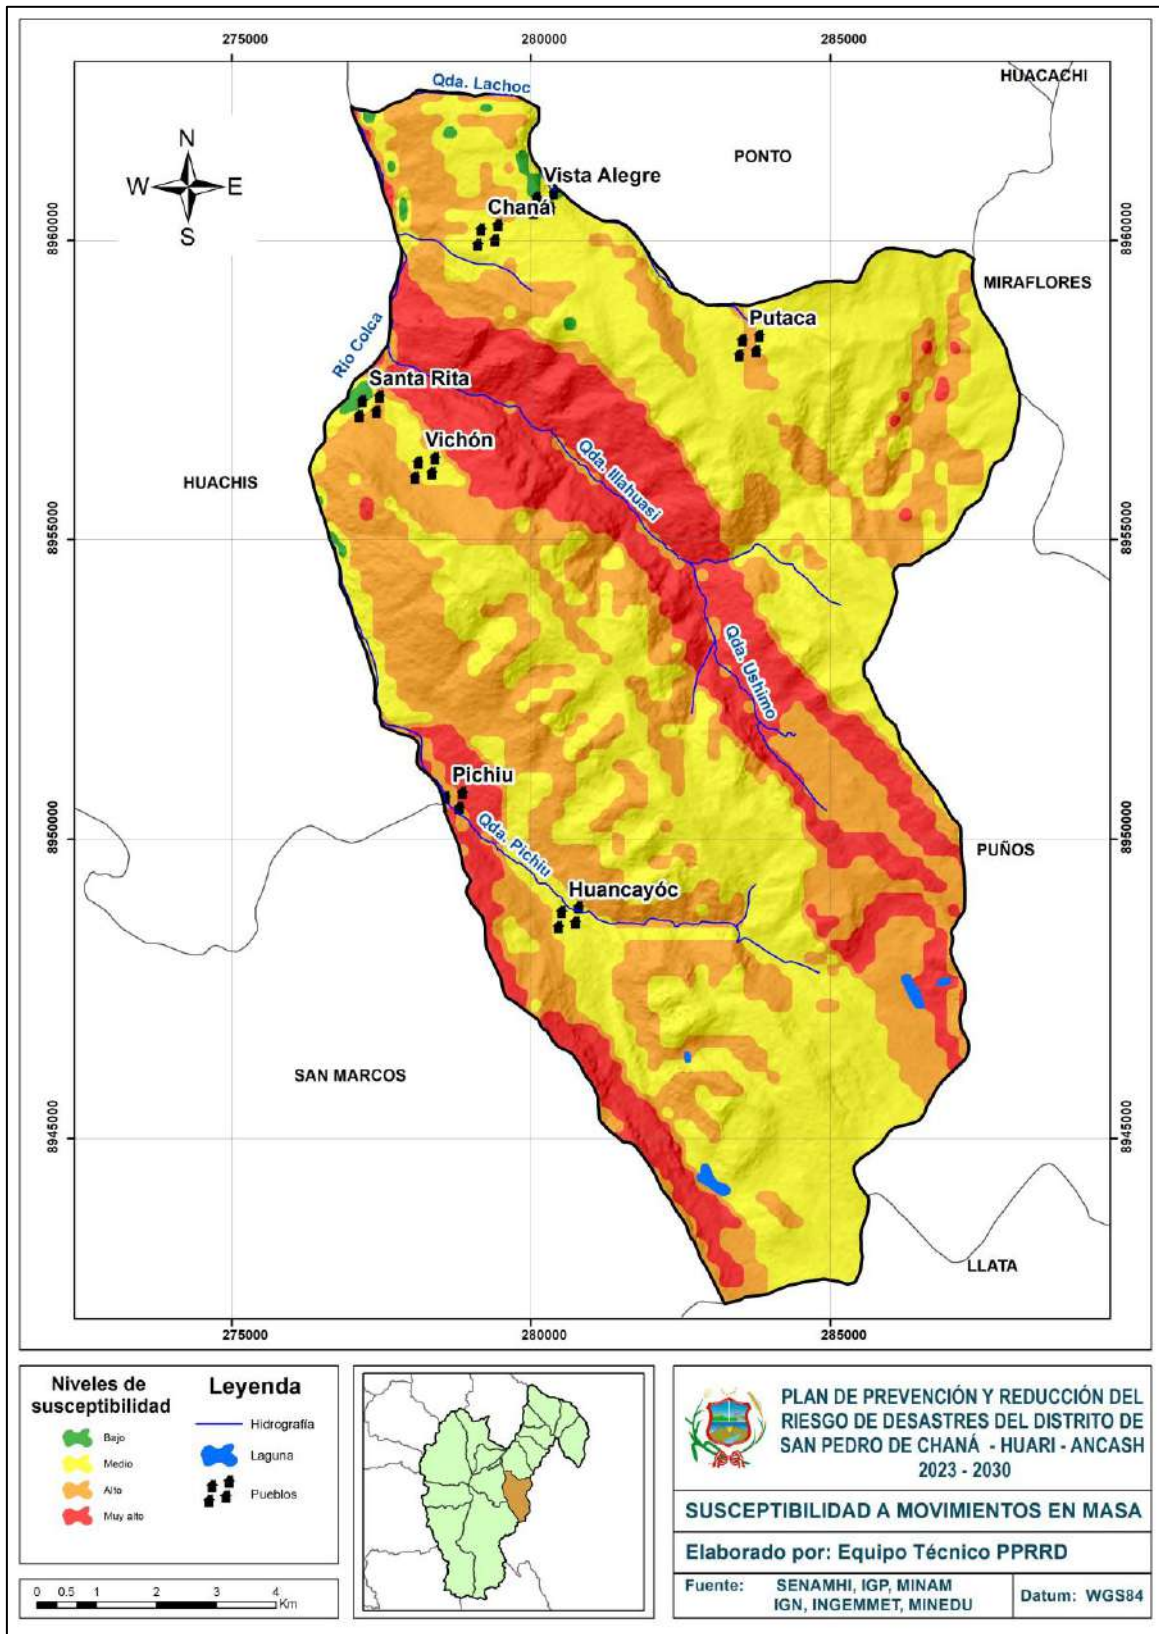 275000
280000
285000
HUACACHI
Qda. Lachoc
PONTO
N
W
E
S
Vista Alegre
Chaná
8960000
8960000
MIRAFLORES
Putaca
Rio Colca
Santa Rita
Vichón
Qda. Illahuasi
HUACHIS
8955000
8955000
Qda. Ushimo
Pichiu
8950000
8950000
Qda. Pichiu
PUÑOS
Huancayóc
SAN MARCOS
8945000
8945000
LLATA
275000
280000
285000
Niveles de
susceptibilidad
Bajo
Medio
Alto
Muy alto
Leyenda
Hidrografía
Laguna
Pueblos
0 0.5 1 2 3 4
Km
PLAN DE PREVENCIÓN Y REDUCCIÓN DEL
RIESGO DE DESASTRES DEL DISTRITO DE
SAN PEDRO DE CHANÁ - HUARI - ANCASH
2023 - 2030
SUSCEPTIBILIDAD A MOVIMIENTOS EN MASA
Elaborado por: Equipo Técnico PPRRD
Fuente: SENAMHI, IGP, MINAM
IGN, INGEMMET, MINEDU
Datum: WGS84